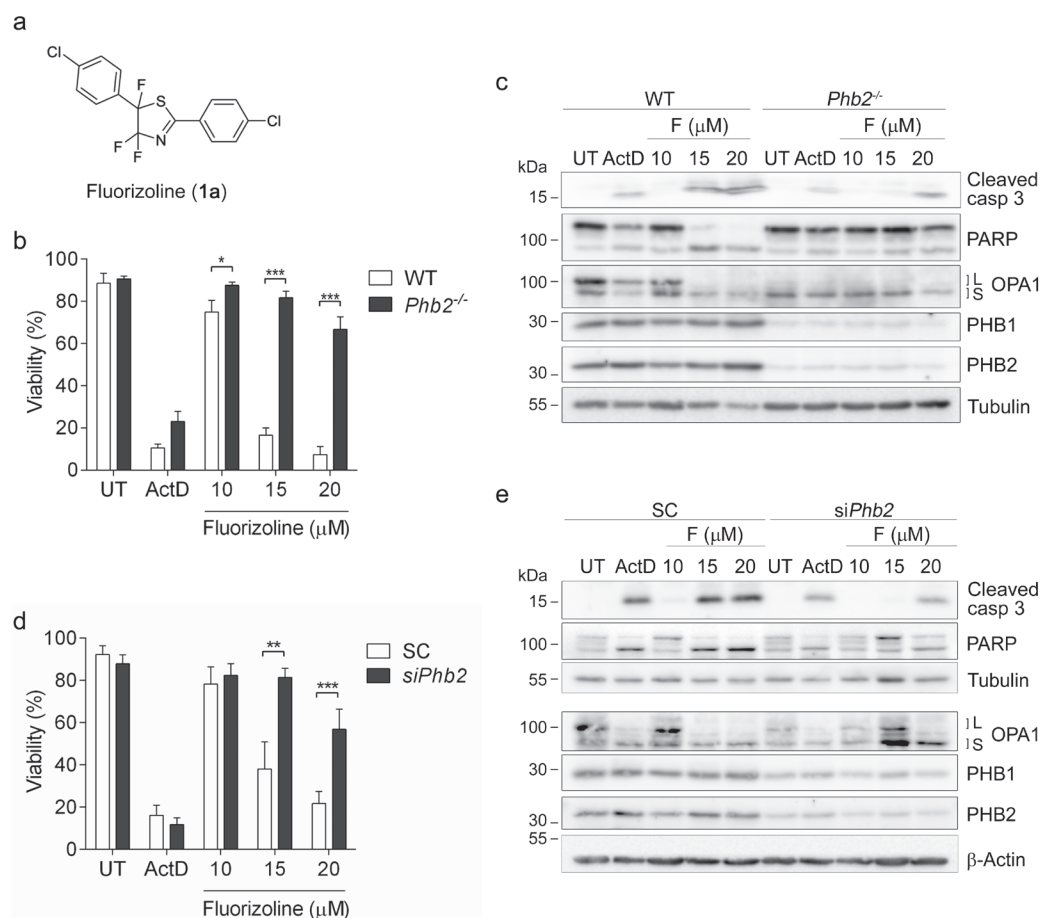 a
Cl
F
S
Cl
F
F
N
Fluorizoline (1a)
b
100
80
60
40
20
0
Viability (%)
*
***
***
WT
Phb2-/-
UT ActD 10 15 20
Fluorizoline (μM)
c
WT Phb2-/-
F (μM) F (μM)
UT ActD 10 15 20 UT ActD 10 15 20
kDa
15
Cleaved
casp 3
100
PARP
100
L
S
OPA1
30
PHB1
30
PHB2
55
Tubulin
d
100
80
60
40
20
0
Viability (%)
**
***
SC
siPhb2
UT ActD 10 15 20
Fluorizoline (μM)
e
SC siPhb2
F (μM) F (μM)
UT ActD 10 15 20 UT ActD 10 15 20
kDa
15
Cleaved
casp 3
100
PARP
55
Tubulin
100
L
S
OPA1
30
PHB1
30
PHB2
55
β-Actin